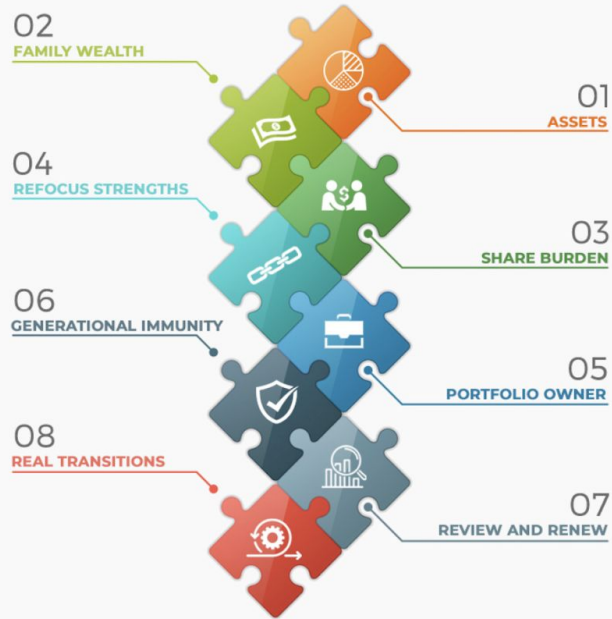 02
FAMILY WEALTH
01
ASSETS
04
REFOCUS STRENGTHS
03
SHARE BURDEN
06
GENERATIONAL IMMUNITY
05
PORTFOLIO OWNER
08
REAL TRANSITIONS
07
REVIEW AND RENEW
$
$